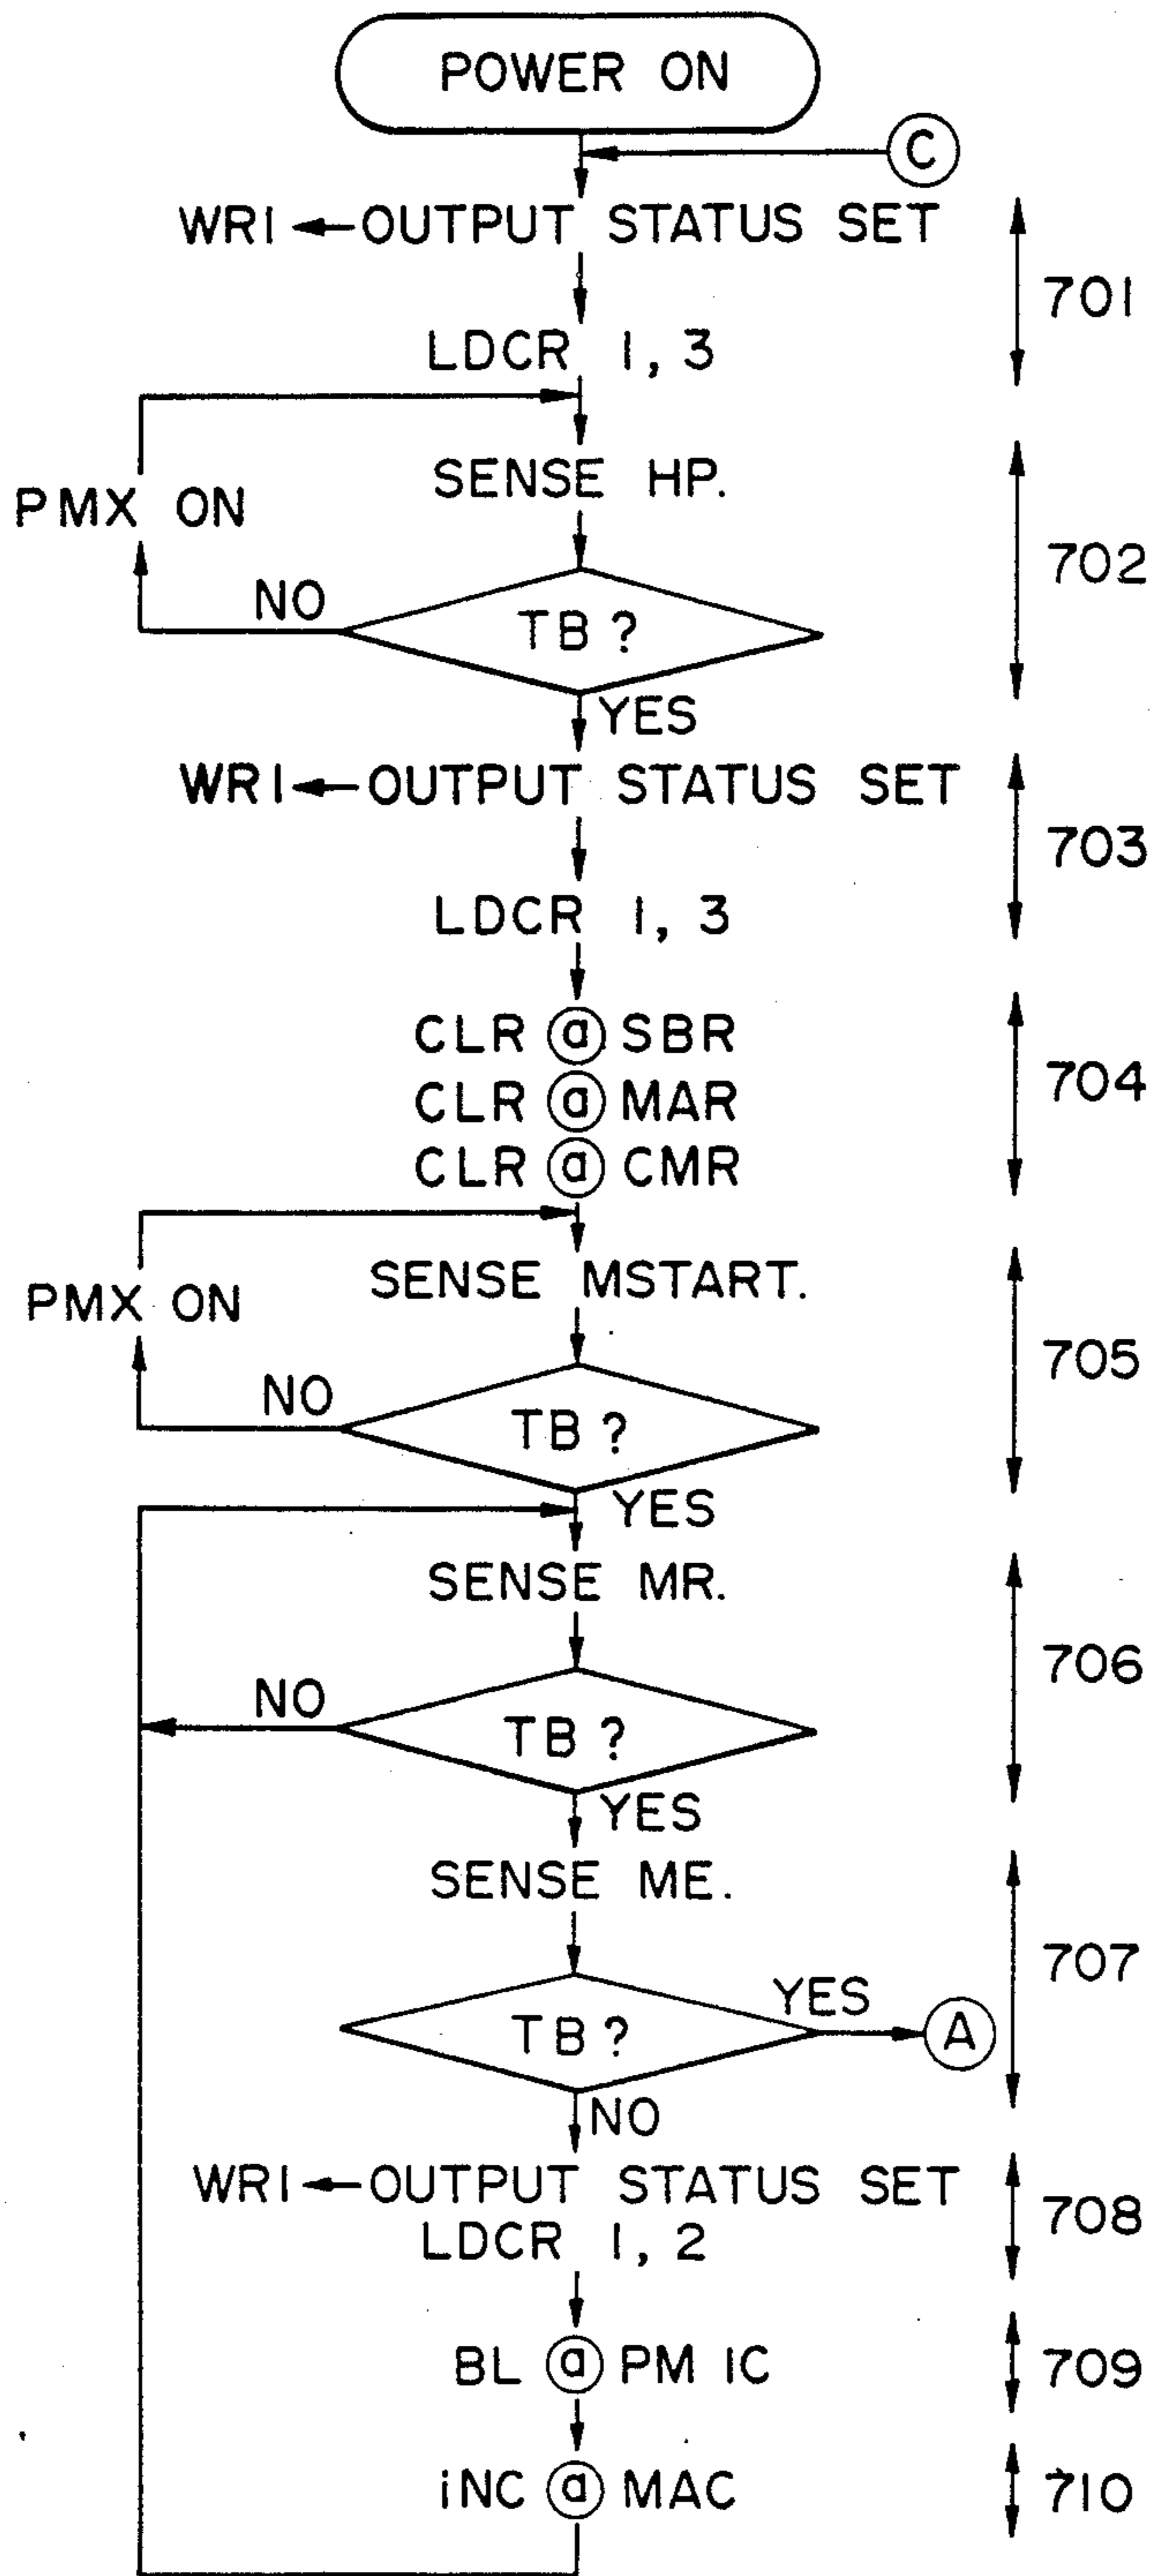 POWER ON
C
WRI OUTPUT STATUS SET
701
LDCR 1, 3
SENSE HP.
PMX ON
702
NO
TB ?
YES
WRI OUTPUT STATUS SET
703
LDCR 1, 3
CLR ⓐ SBR
704
CLR ⓐ MAR
CLR ⓐ CMR
SENSE MSTART.
PMX ON
705
NO
TB ?
YES
SENSE MR.
706
NO
TB ?
YES
SENSE ME.
707
YES
TB ?
A
NO
WRI OUTPUT STATUS SET
708
LDCR 1, 2
BL ⓐ PM IC
709
iNC ⓐ MAC
710